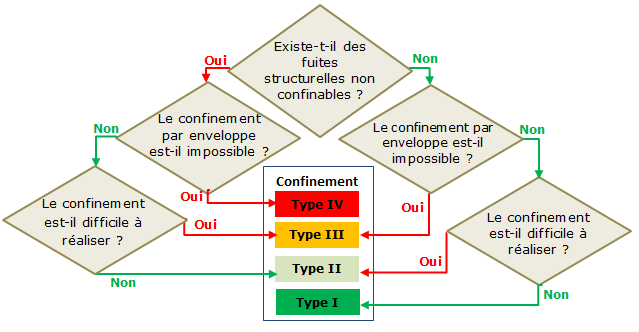 Existe-t-il des
fuites
structurelles non
confinables ?
Oui
Non
Le confinement
par enveloppe
est-il impossible ?
Le confinement par
enveloppe est-il
impossible ?
Non
Oui
Oui
Non
Le confinement
est-il difficile à
réaliser ?
Oui
Non
Le confinement
est-il difficile à
réaliser ?
Oui
Non
Confinement
Type IV
Type III
Type II
Type I